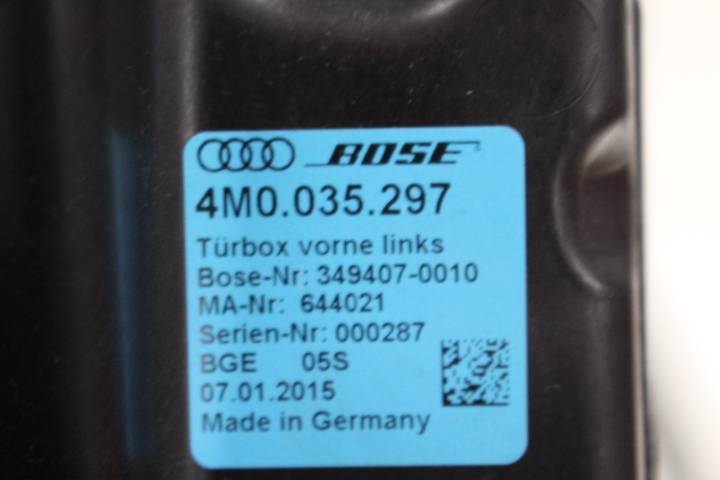 BOSE
4M0.035.297
Türbox vorne links
Bose-Nr: 349407-0010
MA-Nr: 644021
Serien-Nr: 000287
BGE 05S
07.01.2015
Made in Germany